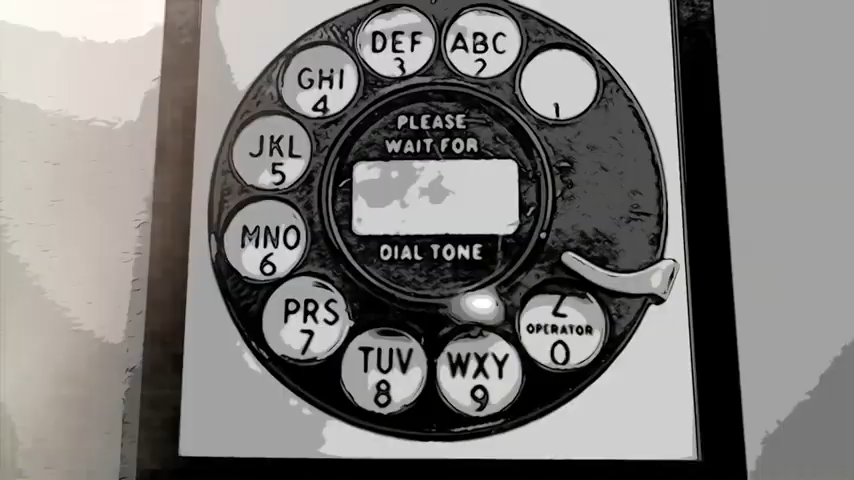 ABC
2
DEF
3
GHI
4
JKL
5
MNO
6
PRS
7
TUV
8
WXY
9
Z
OPERATOR
0
1
PLEASE
WAIT FOR
DIAL TONE